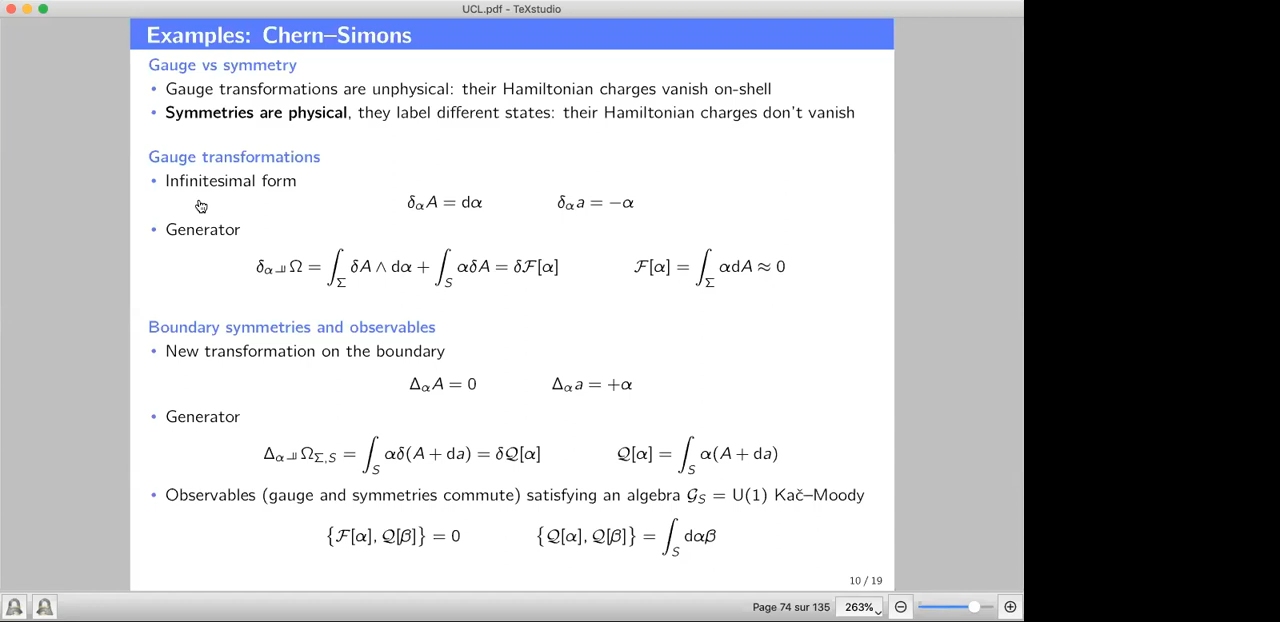 UCL.pdf - TeXstudio
Examples: Chern–Simons
Gauge vs symmetry
• Gauge transformations are unphysical: their Hamiltonian charges vanish on-shell
• Symmetries are physical, they label different states: their Hamiltonian charges don't vanish
Gauge transformations
• Infinitesimal form
δ_α A = dα δ_α a = −α
• Generator
δ_α ⌟ Ω = ∫_Σ δA ∧ dα + ∫_S αδA = δℱ[α] ℱ[α] = ∫_Σ αdA ≈ 0
Boundary symmetries and observables
• New transformation on the boundary
Δ_α A = 0 Δ_α a = +α
• Generator
Δ_α ⌟ Ω_Σ,S = ∫_S αδ(A + da) = δ𝒬[α] 𝒬[α] = ∫_S α(A + da)
• Observables (gauge and symmetries commute) satisfying an algebra 𝒢_S = U(1) Kač–Moody
{ℱ[α], 𝒬[β]} = 0 {𝒬[α], 𝒬[β]} = ∫_S dαβ
10 / 19
Page 74 sur 135 263%